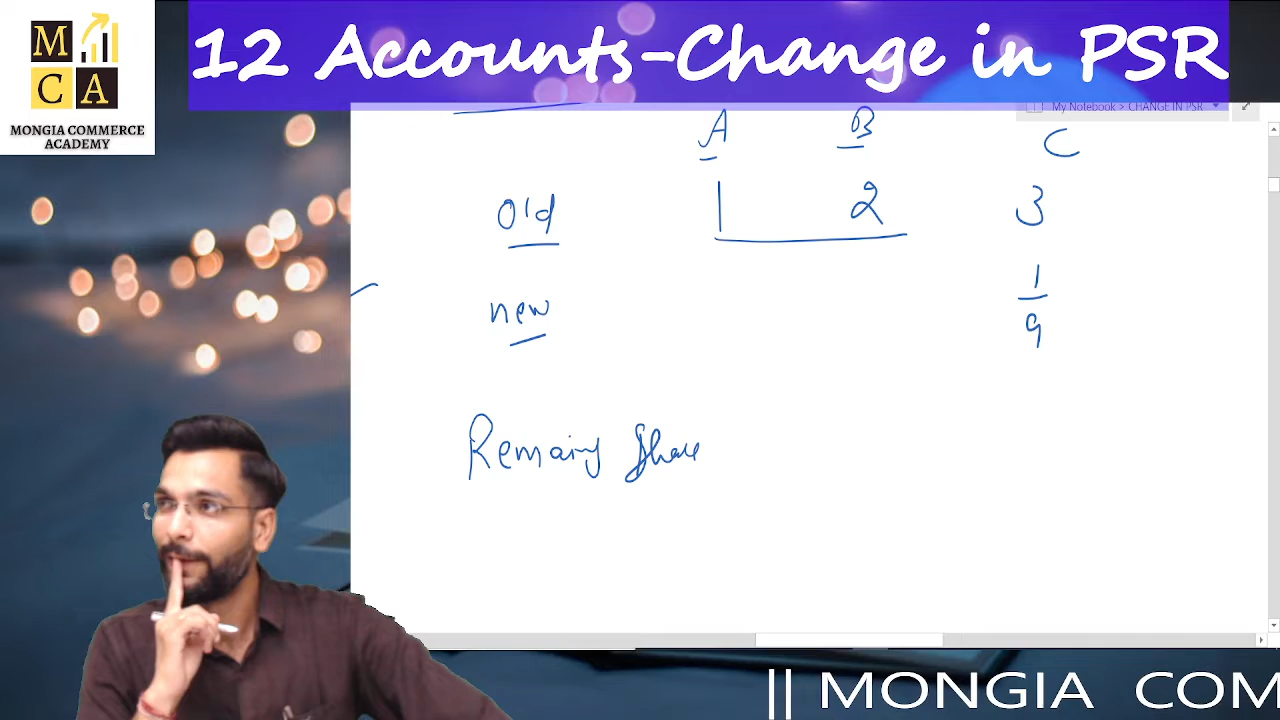 M
C A
MONGIA COMMERCE
ACADEMY
12 Accounts-Change in PSR
My Notebook > CHANGE IN PSR
A B C
Old 1 2 3
new 1
9
Remaing Share
|| MONGIA COM